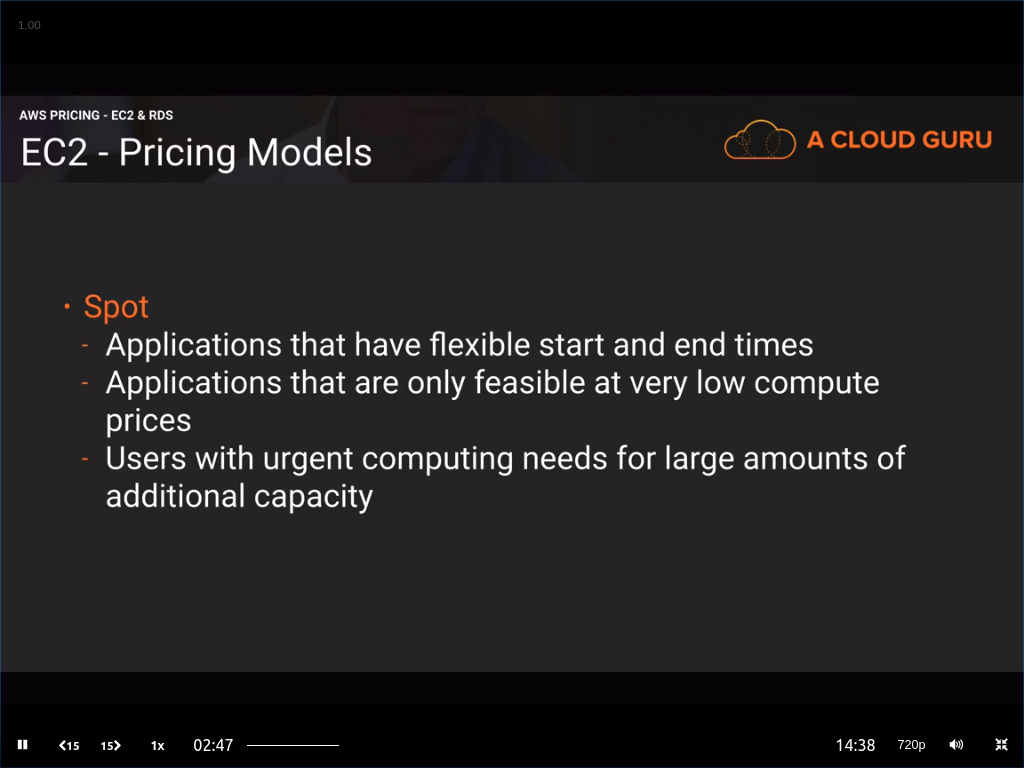 1.00
AWS PRICING - EC2 & RDS
EC2 - Pricing Models
A CLOUD GURU
• Spot
- Applications that have flexible start and end times
- Applications that are only feasible at very low compute
prices
- Users with urgent computing needs for large amounts of
additional capacity
15 15 1x 02:47 14:38 720p